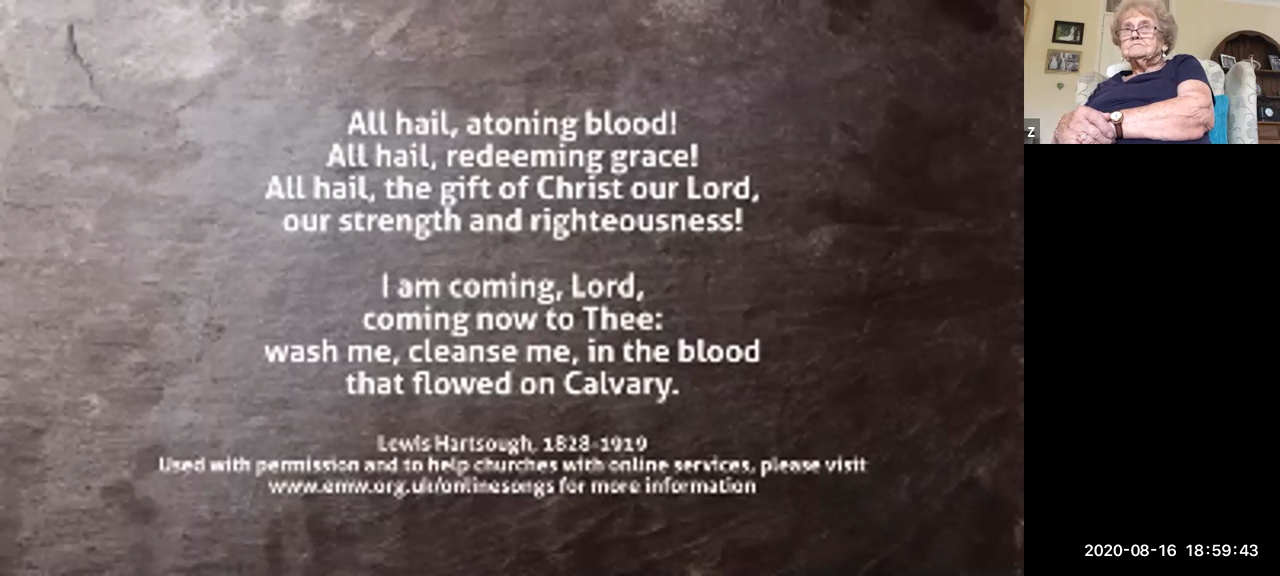 All hail, atoning blood!
All hail, redeeming grace!
All hail, the gift of Christ our Lord,
our strength and righteousness!
I am coming, Lord,
coming now to Thee:
wash me, cleanse me, in the blood
that flowed on Calvary.
Lewis Hartsough, 1828-1919
Used with permission and to help churches with online services, please visit
www.emw.org.uk/onlinesongs for more information
Z
2020-08-16 18:59:43